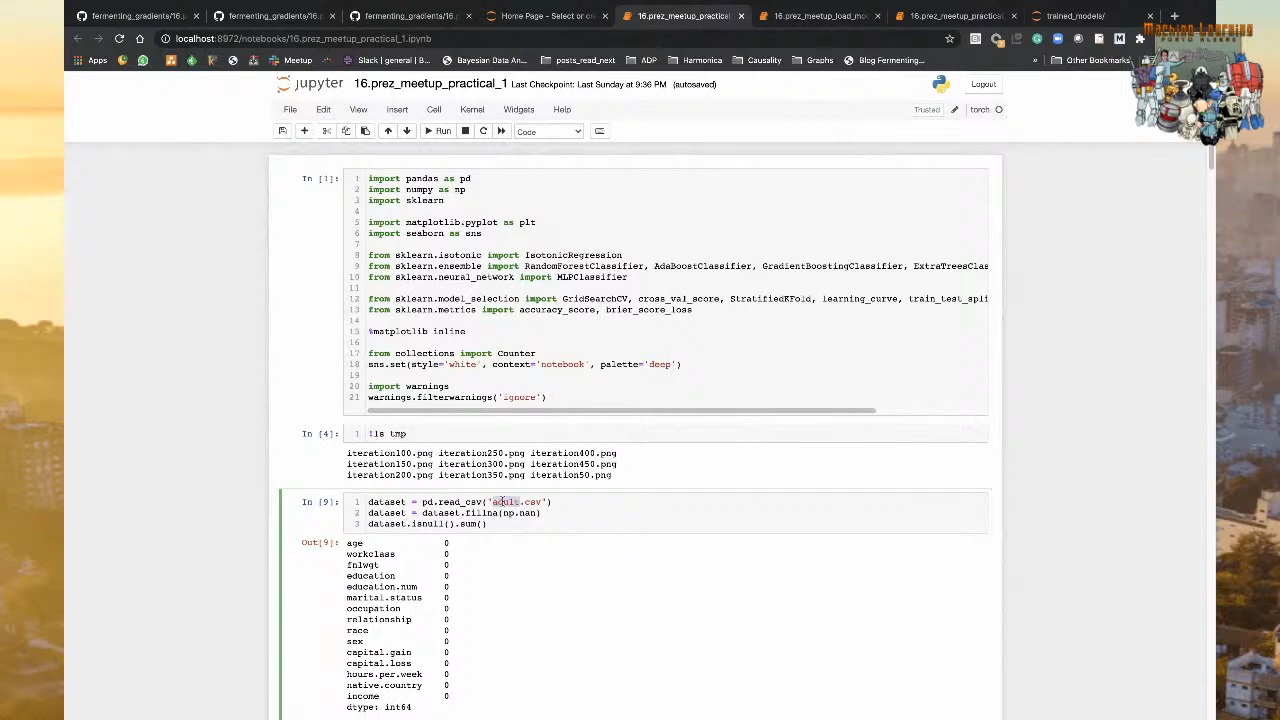 fermenting_gradients/16.p
fermenting_gradients/16.p
fermenting_gradients/16.p
Home Page - Select or cre
16.prez_meetup_practical_1
16.prez_meetup_load_mo
16.prez_meetup_practical_
trained_models/
localhost:8972/notebooks/16.prez_meetup_practical_1.ipynb
Machine Learning
PORTO ALEGRE
Apps
Meetup
Slack | general | b...
Bayesian Data An...
posts_read_next
ADP
Harmonica
Causality
Graphs
Blog Fermenting...
»
Other Bookmarks
jupyter
16.prez_meetup_practical_1
Last Checkpoint: Last Sunday at 9:36 PM (autosaved)
Logout
File Edit View Insert Cell Kernel Widgets Help
Trusted
torch
Run
Code
In [1]:
1 import pandas as pd
2 import numpy as np
3 import sklearn
4
5 import matplotlib.pyplot as plt
6 import seaborn as sns
7
8 from sklearn.isotonic import IsotonicRegression
9 from sklearn.ensemble import RandomForestClassifier, AdaBoostClassifier, GradientBoostingClassifier, ExtraTreesClass
10 from sklearn.neural_network import MLPClassifier
11
12 from sklearn.model_selection import GridSearchCV, cross_val_score, StratifiedKFold, learning_curve, train_test_spli
13 from sklearn.metrics import accuracy_score, brier_score_loss
14
15 %matplotlib inline
16
17 from collections import Counter
18 sns.set(style='white', context='notebook', palette='deep')
19
20 import warnings
21 warnings.filterwarnings('ignore')
In [4]:
1 !ls tmp
iteration100.png iteration250.png iteration400.png
iteration150.png iteration300.png iteration450.png
iteration200.png iteration350.png iteration50.png
In [9]:
1 dataset = pd.read_csv("adult.csv")
2 dataset = dataset.fillna(np.nan)
3 dataset.isnull().sum()
Out[9]:
age 0
workclass 0
fnlwgt 0
education 0
education.num 0
marital.status 0
occupation 0
relationship 0
race 0
sex 0
capital.gain 0
capital.loss 0
hours.per.week 0
native.country 0
income 0
dtype: int64